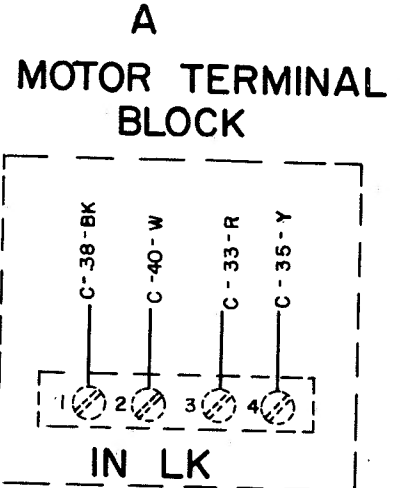 A
MOTOR TERMINAL
BLOCK
C-38-BK
C-40-W
C-33-R
C-35-Y
1 2 3 4
IN LK